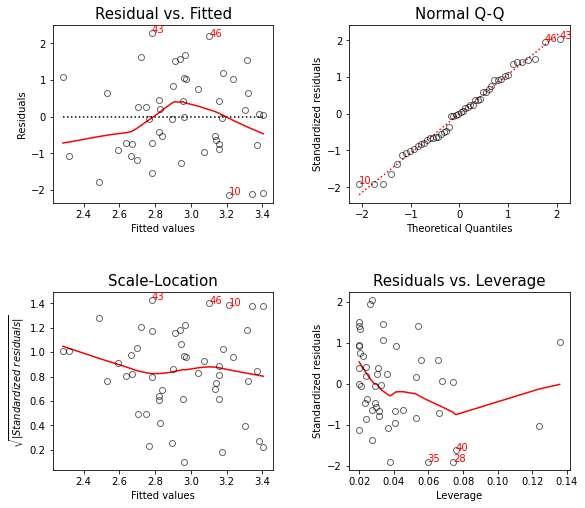 Residual vs. Fitted
43
46
10
2
1
0
−1
−2
Residuals
2.4 2.6 2.8 3.0 3.2 3.4
Fitted values
Normal Q-Q
46 43
10
2
1
0
−1
−2
Standardized residuals
−2 −1 0 1 2
Theoretical Quantiles
Scale-Location
43
46
10
1.4
1.2
1.0
0.8
0.6
0.4
0.2
√|Standardized residuals|
2.4 2.6 2.8 3.0 3.2 3.4
Fitted values
Residuals vs. Leverage
2
1
0
−1
−2
Standardized residuals
40
35 28
0.02 0.04 0.06 0.08 0.10 0.12 0.14
Leverage